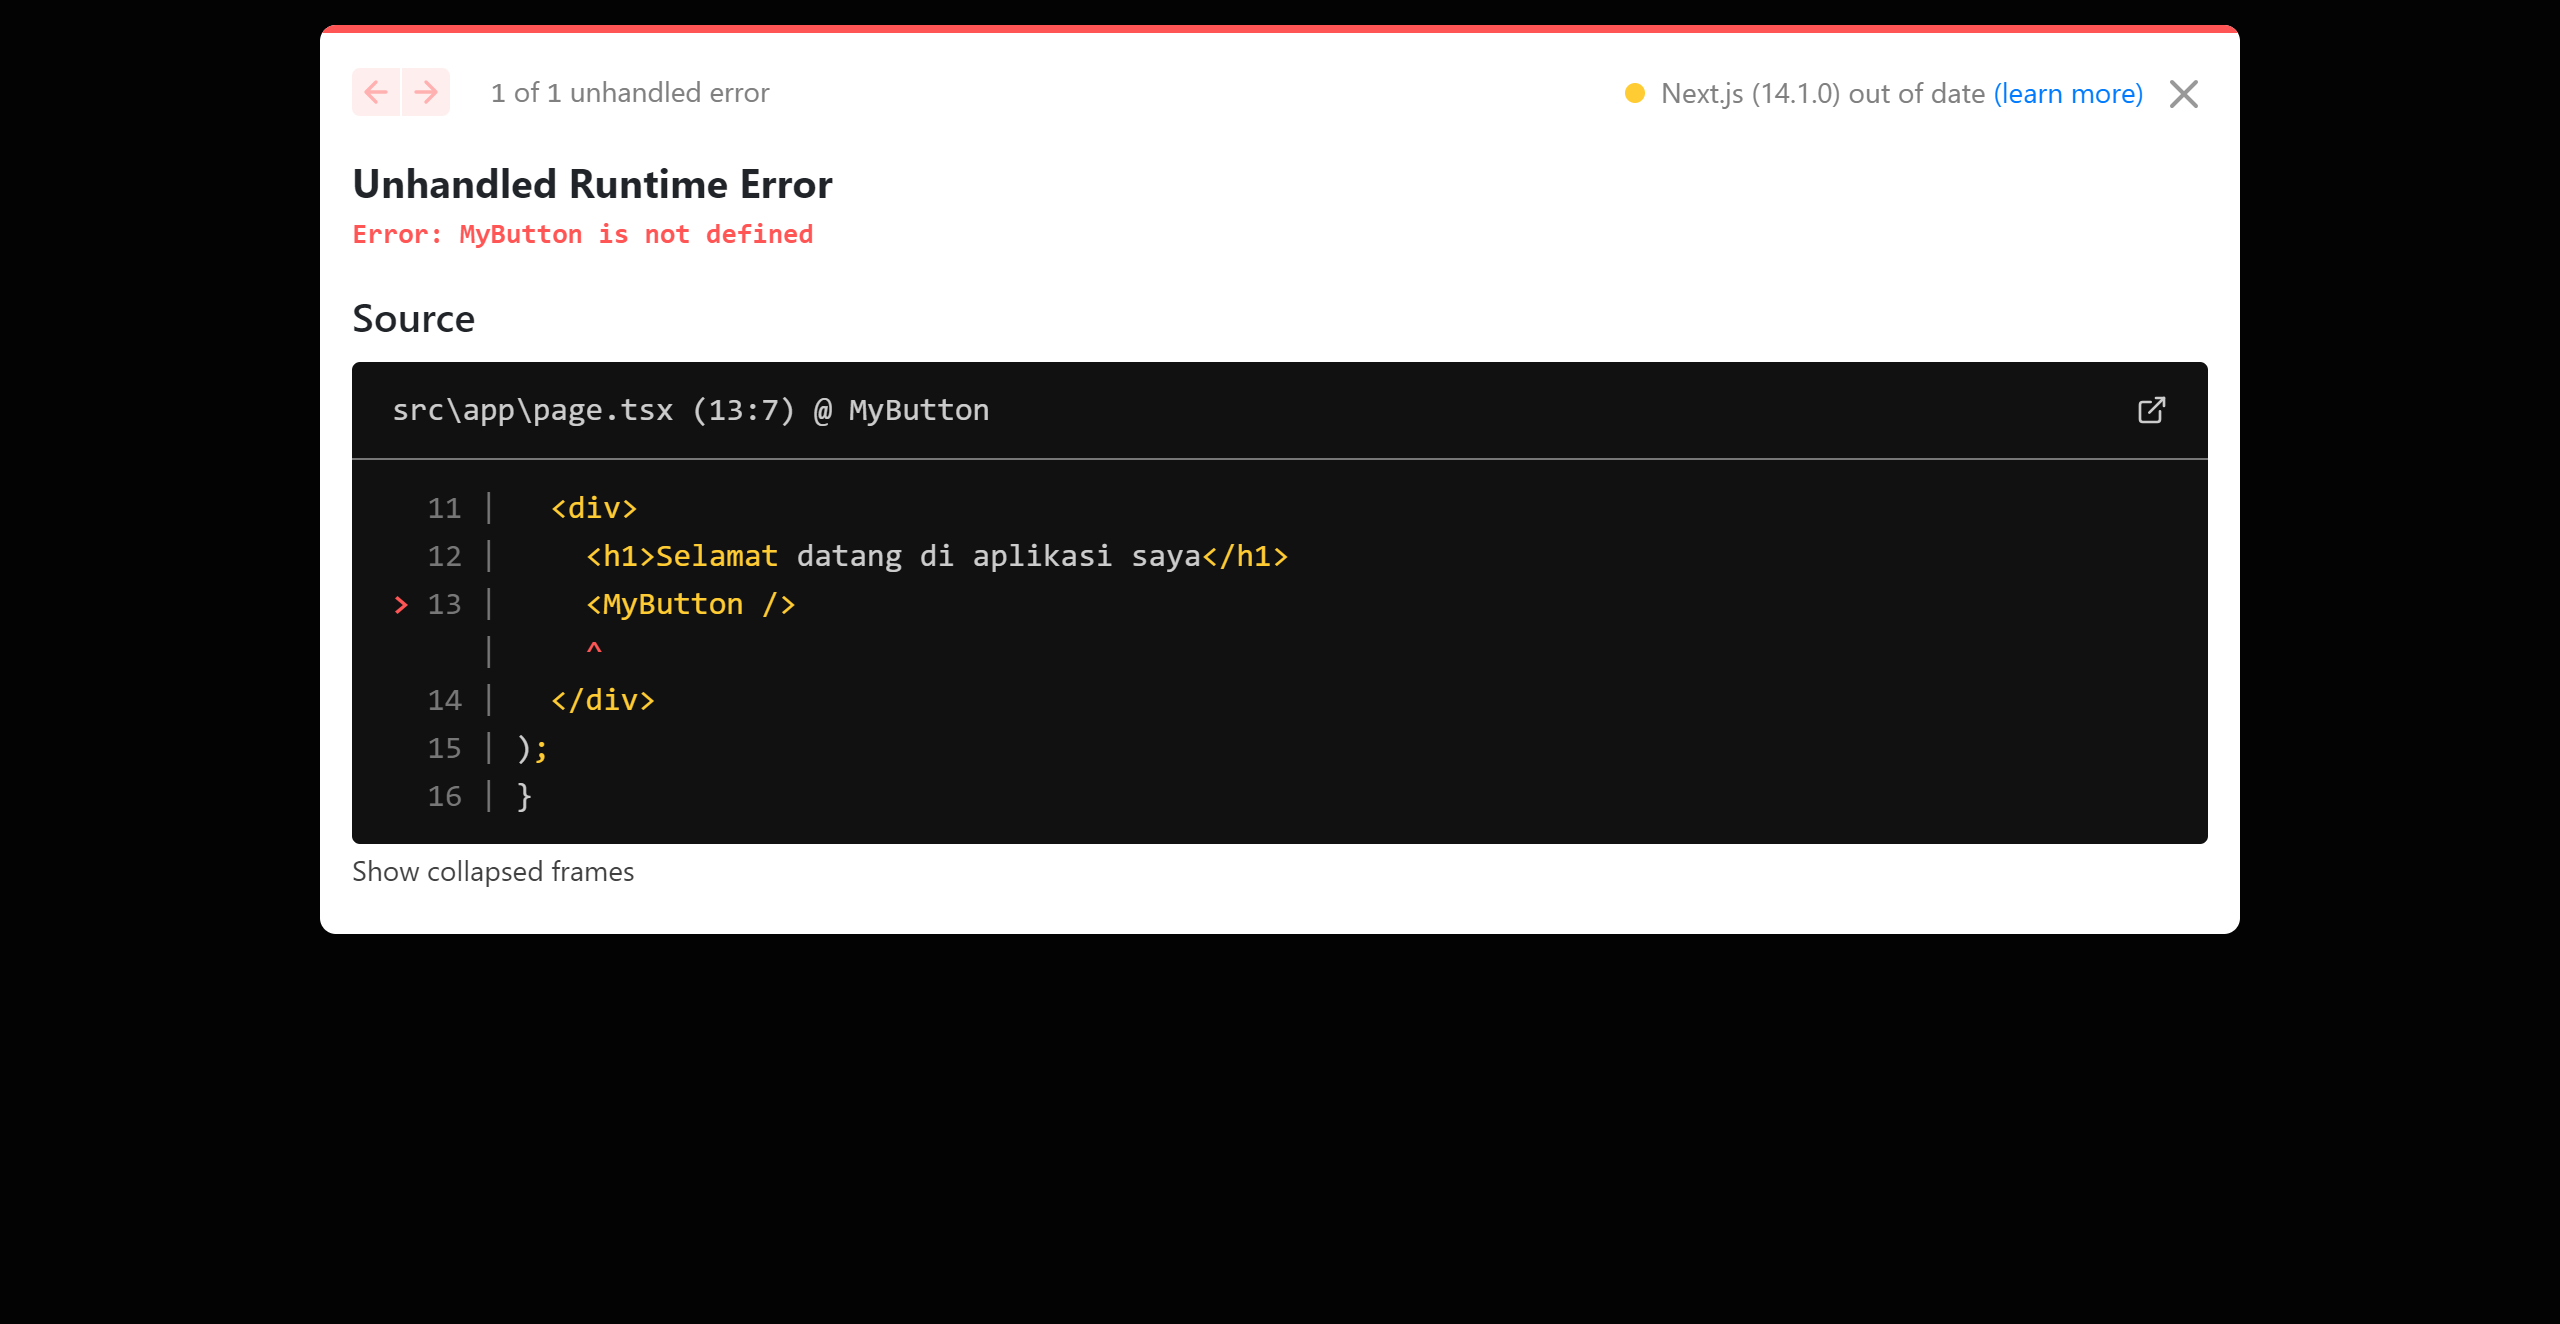 1 of 1 unhandled error
Next.js (14.1.0) out of date (learn more)
Unhandled Runtime Error
Error: MyButton is not defined
Source
src\app\page.tsx (13:7) @ MyButton
11 |   <div>
12 |     <h1>Selamat datang di aplikasi saya</h1>
> 13 |     <MyButton />
|     ^
14 |   </div>
15 | );
16 | }
Show collapsed frames